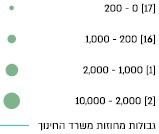 0 - 200 [17]
200 - 1,000 [16]
1,000 - 2,000 [1]
2,000 - 10,000 [2]
גבולות מחוזות משרד החינוך